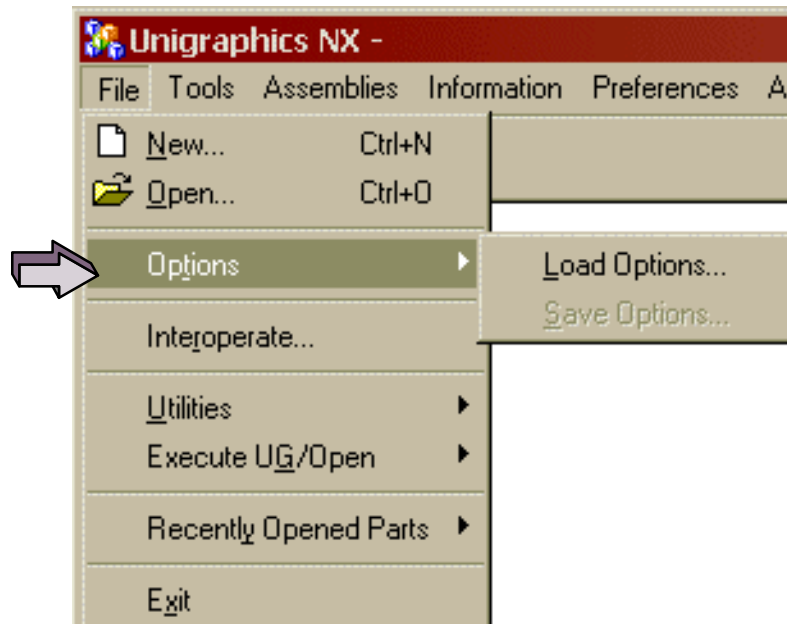 Unigraphics NX -
File Tools Assemblies Information Preferences A
New... Ctrl+N
Open... Ctrl+O
Options
Load Options...
Save Options...
Interoperate...
Utilities
Execute UG/Open
Recently Opened Parts
Exit